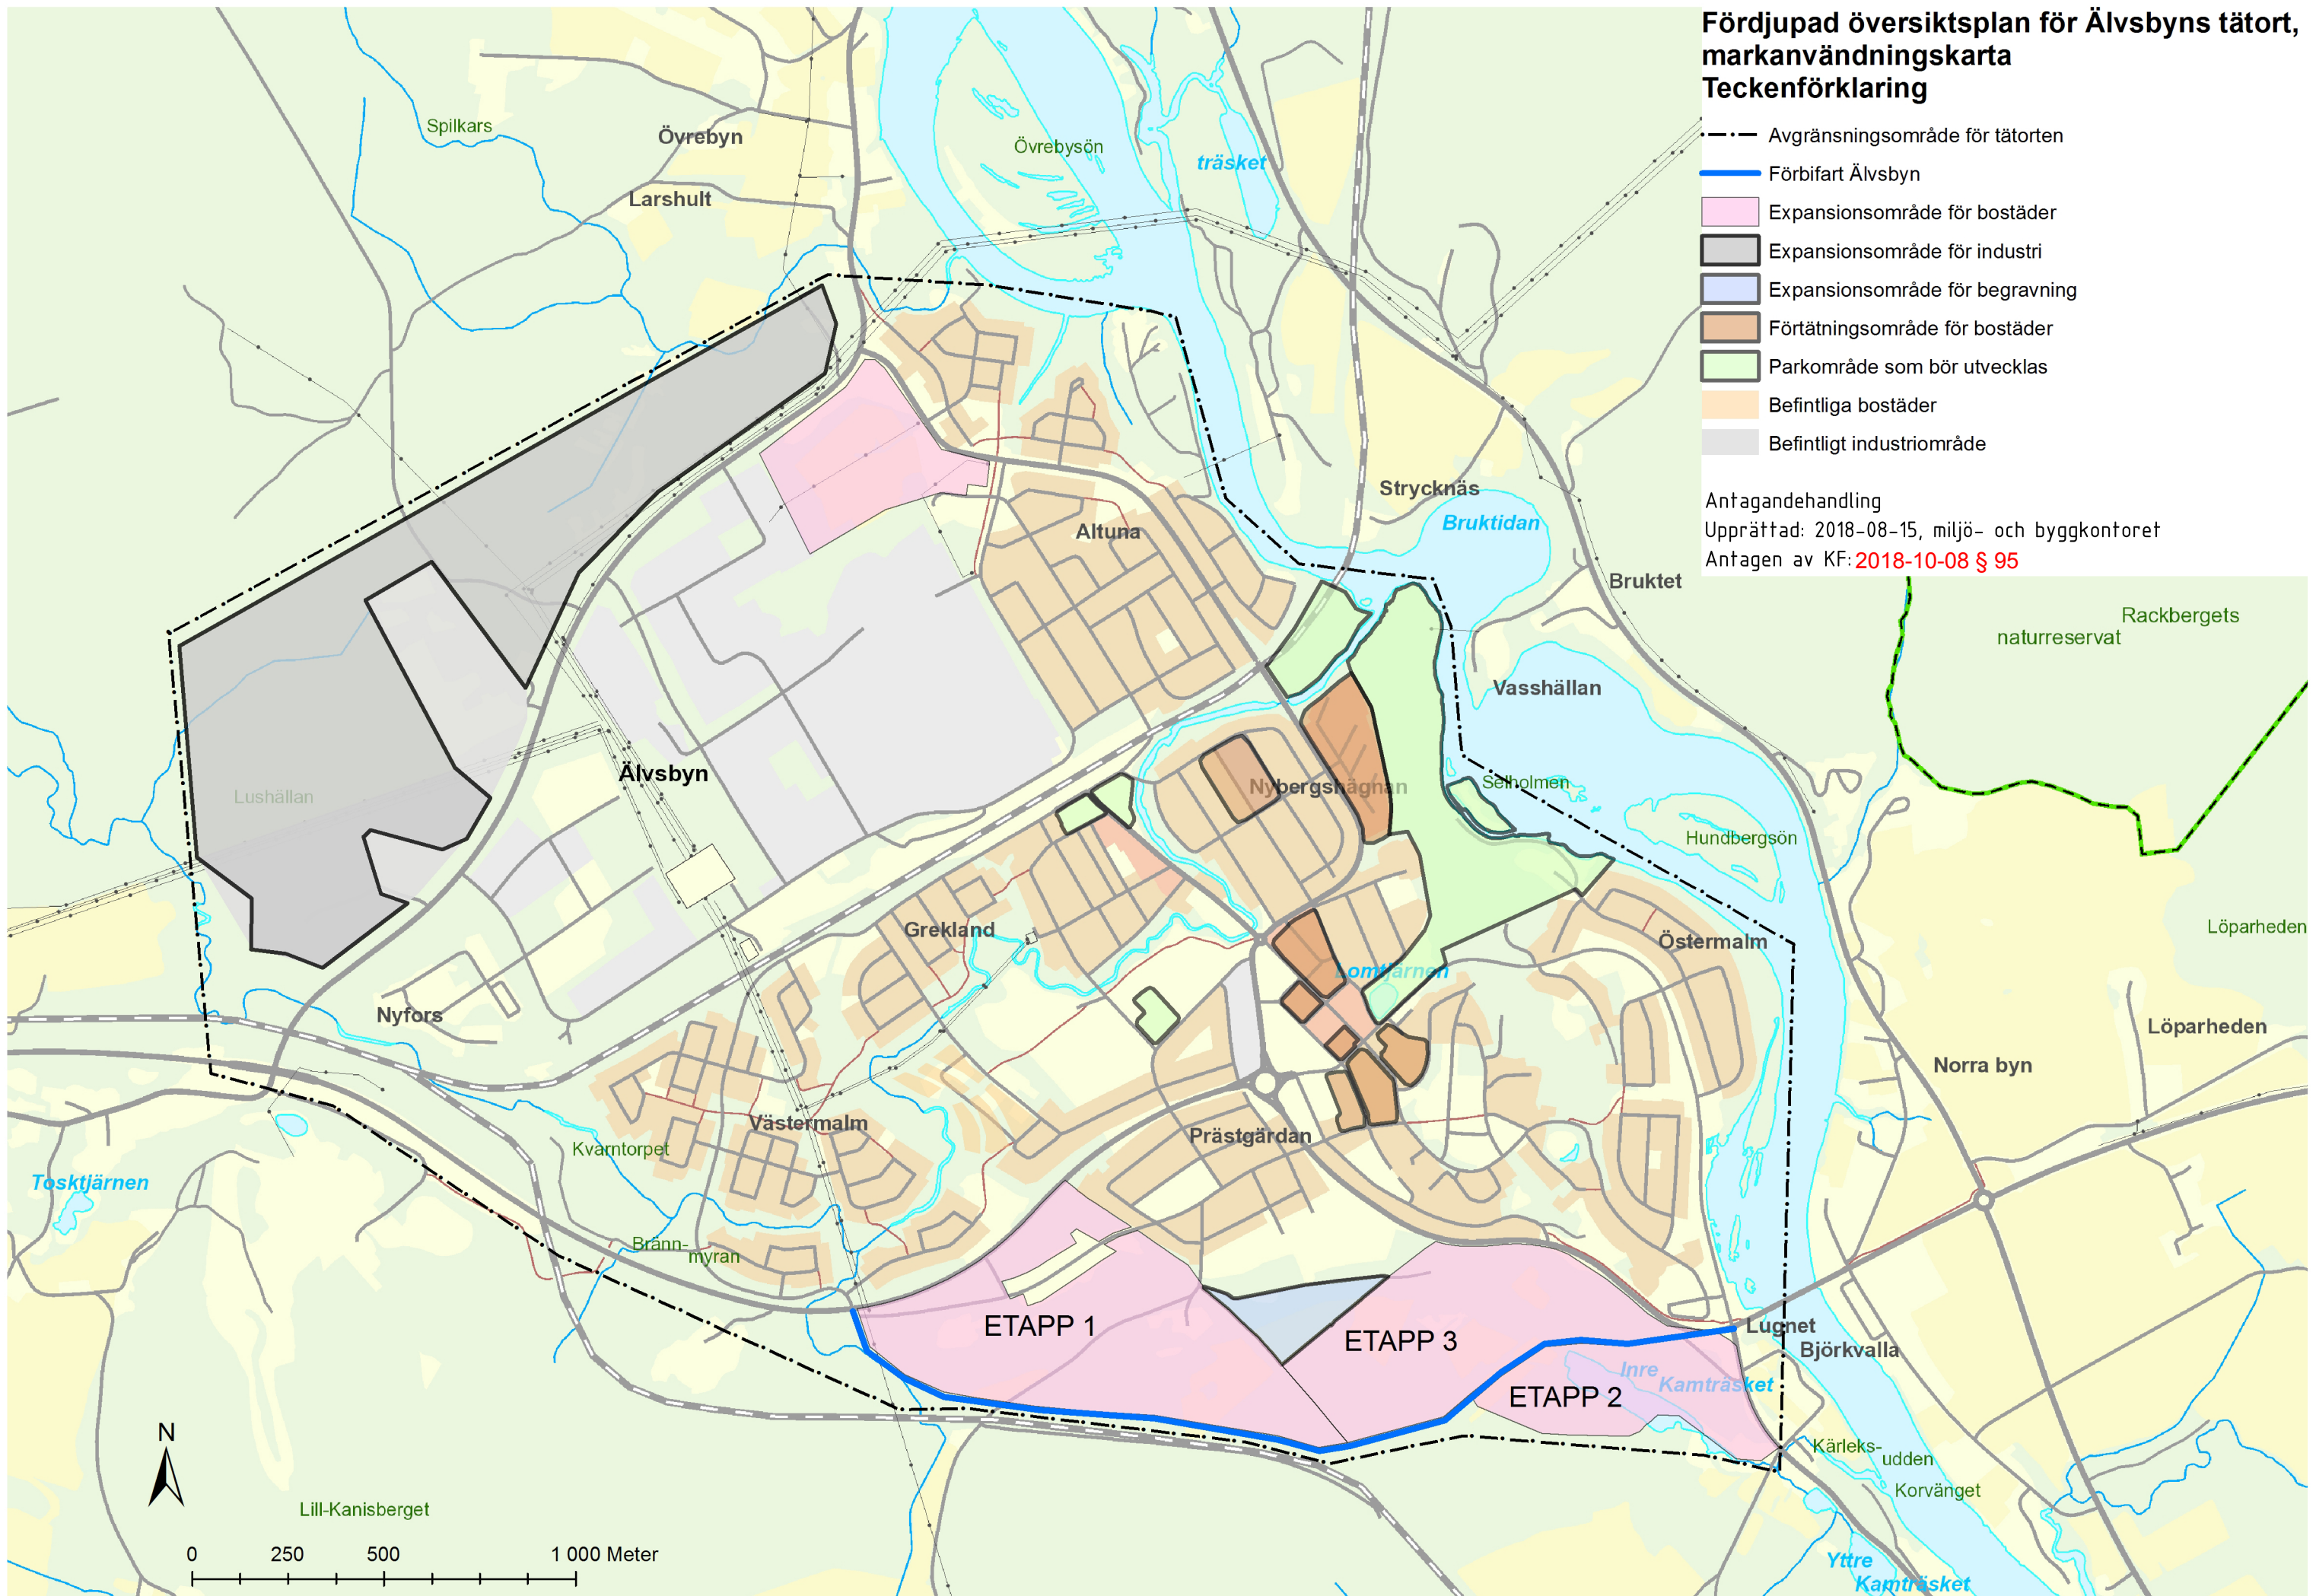 Fördjupad översiktsplan för Älvsbyns tätort,
markanvändningskarta
Teckenförklaring
Avgränsningsområde för tätorten
Förbifart Älvsbyn
Expansionsområde för bostäder
Expansionsområde för industri
Expansionsområde för begravning
Förtätningsområde för bostäder
Parkområde som bör utvecklas
Befintliga bostäder
Befintligt industriområde
Antagandehandling
Upprättad: 2018-08-15, miljö- och byggkontoret
Antagen av KF: 2018-10-08 § 95
Spilkars
Övrebyn
Övrebysön
träsket
Larshult
Strycknäs
Bruktidan
Altuna
Bruktet
Rackbergets
naturreservat
Vasshällan
Älvsbyn
Nybergshägnan
Selholmen
Lushällan
Hundbergsön
Grekland
Östermalm
Löparheden
Lomtjärnen
Nyfors
Löparheden
Norra byn
Västermalm
Prästgärdan
Kvarntorpet
Tosktjärnen
Bränn-
myran
ETAPP 1
ETAPP 3
Lugnet
Björkvalla
Inre
Kamträsket
ETAPP 2
Kärleks-
udden
Korvänget
N
Lill-Kanisberget
0 250 500 1 000 Meter
Yttre
Kamträsket